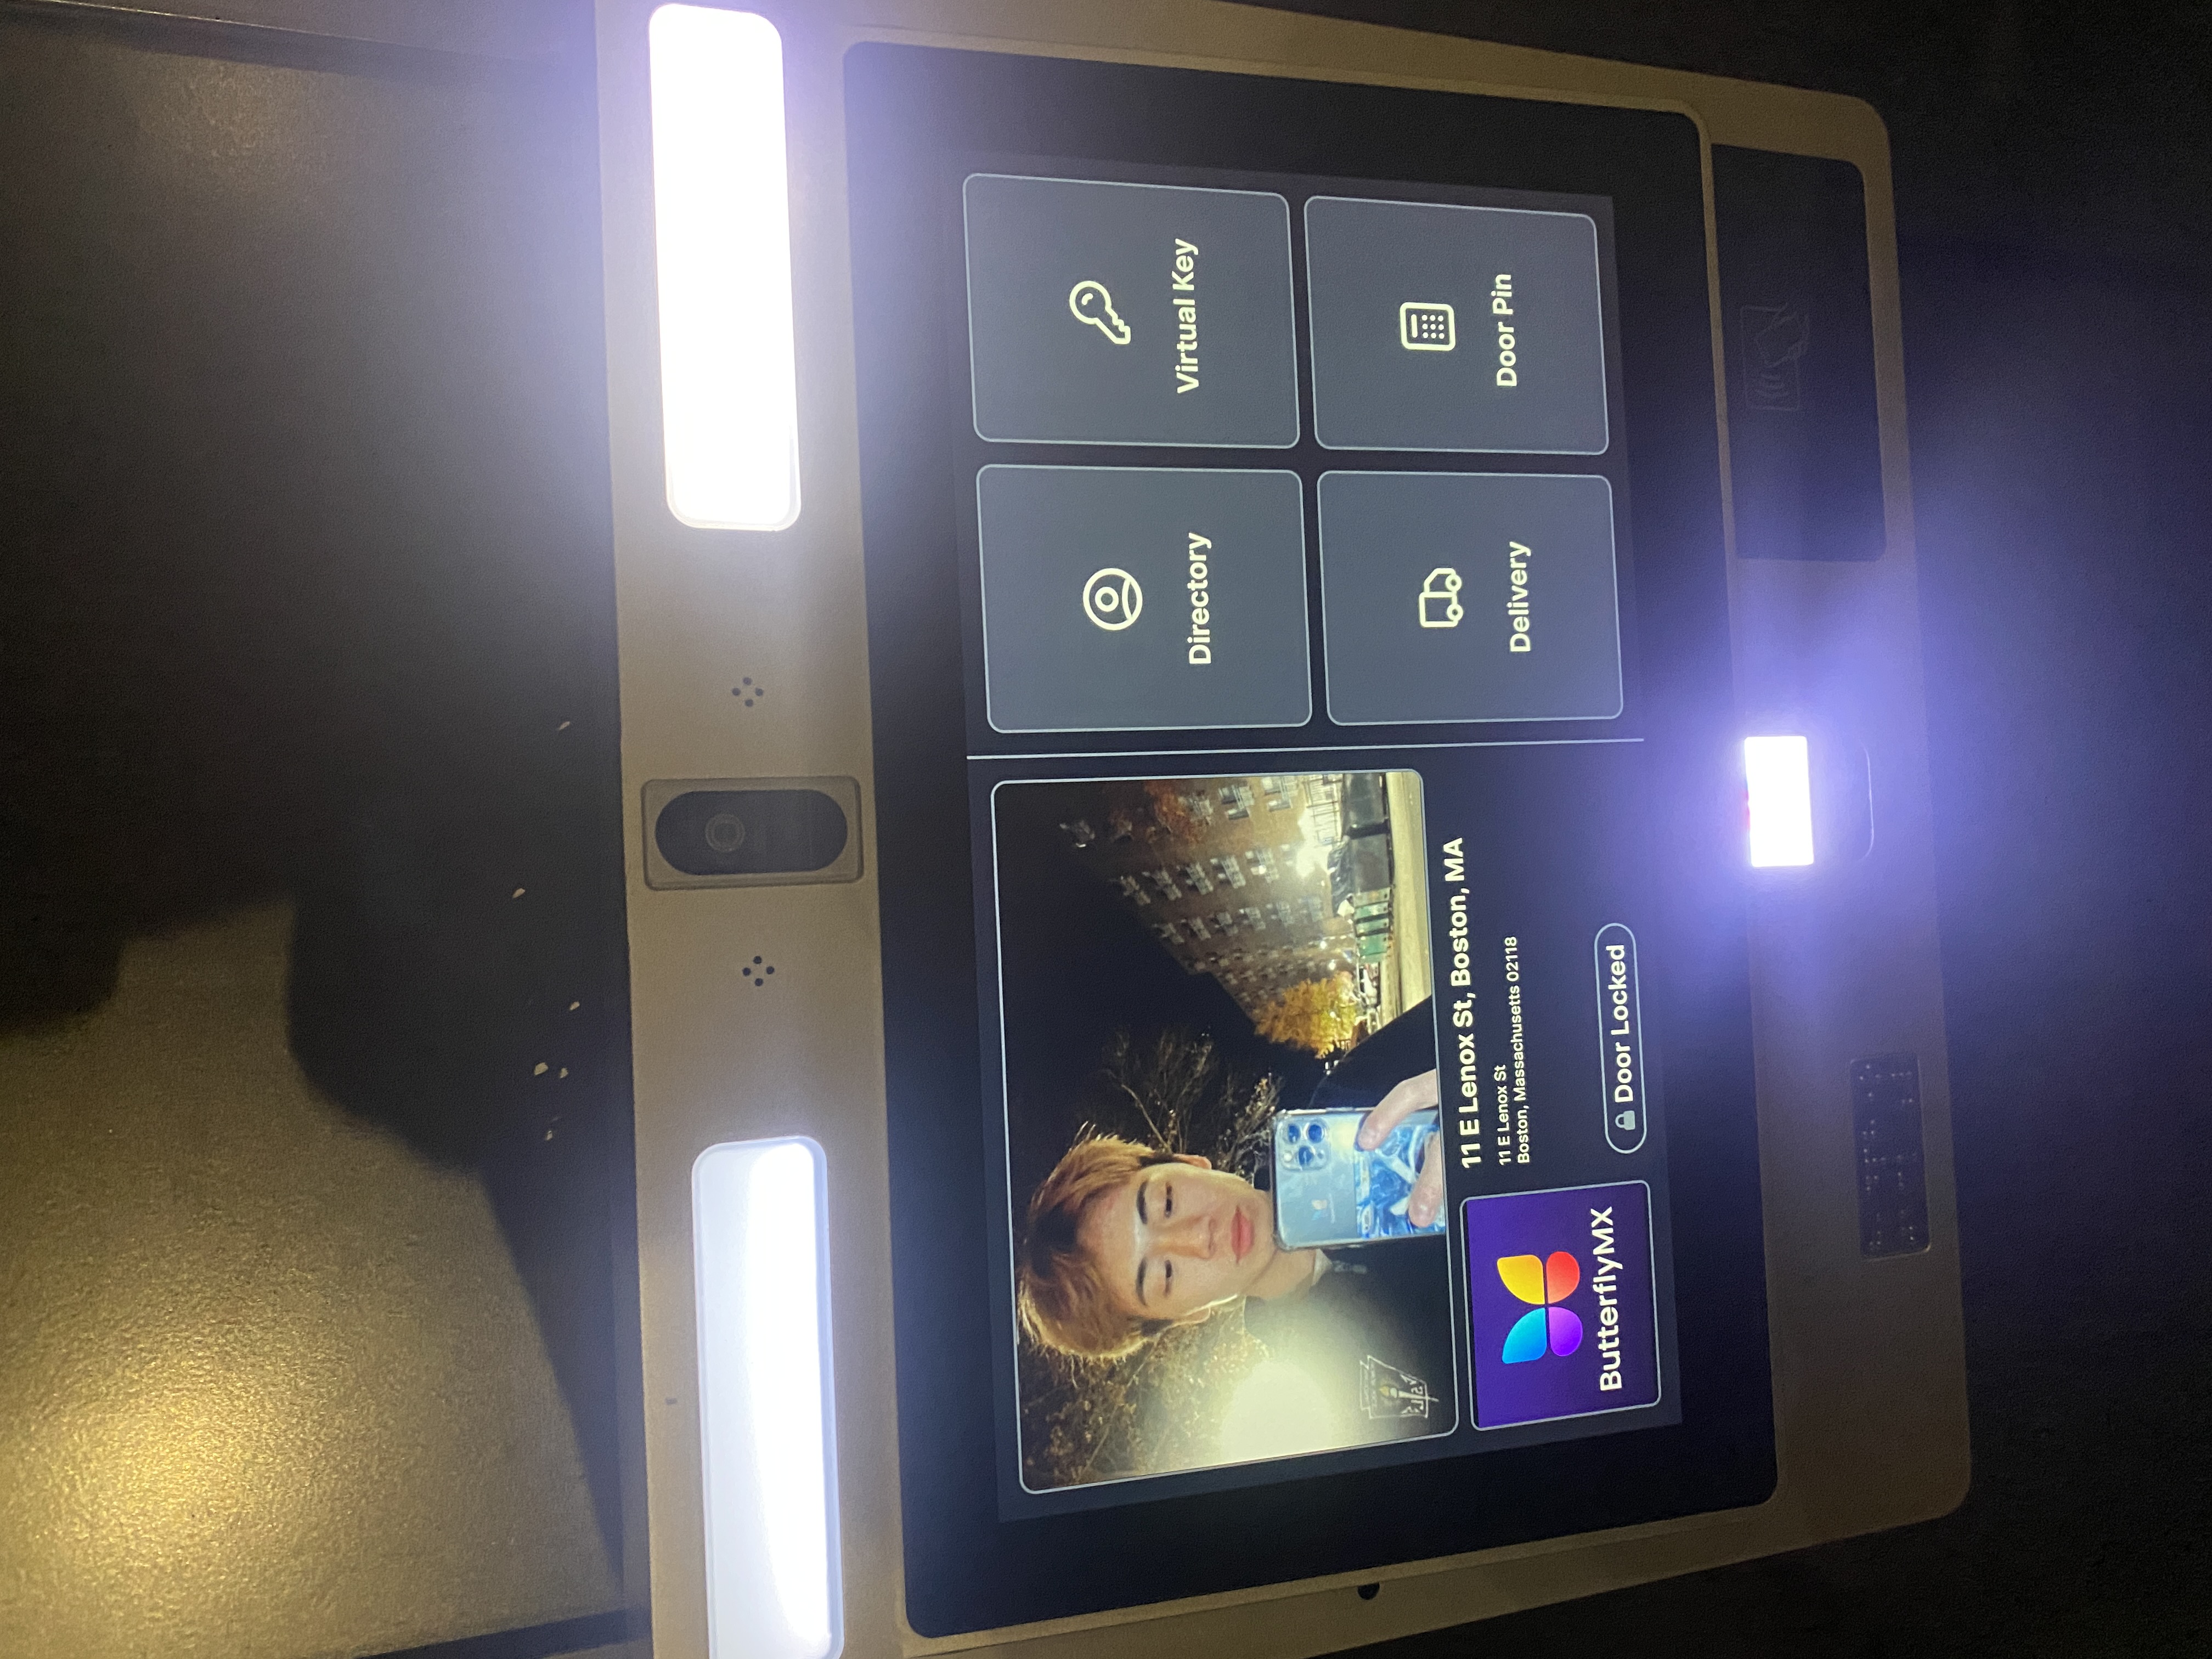 Directory
Virtual Key
Delivery
Door Pin
11 E Lenox St, Boston, MA
11 E Lenox St
Boston, Massachusetts 02118
ButterflyMX
Door Locked